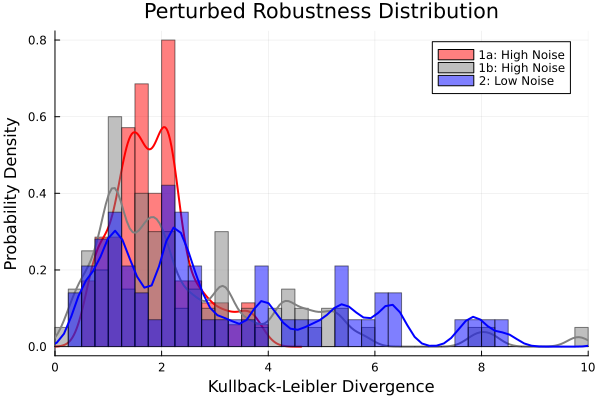 Perturbed Robustness Distribution
1a: High Noise
1b: High Noise
2: Low Noise
Probability Density
0.8
0.6
0.4
0.2
0.0
0 2 4 6 8 10
Kullback-Leibler Divergence